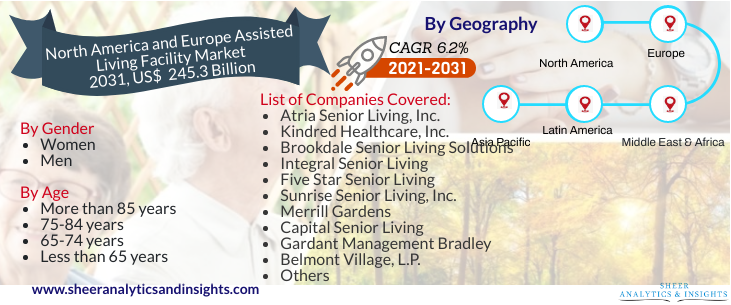 North America and Europe Assisted
Living Facility Market
2031, US$ 245.3 Billion
By Gender
• Women
• Men
By Age
• More than 85 years
• 75-84 years
• 65-74 years
• Less than 65 years
CAGR 6.2%
2021-2031
List of Companies Covered:
• Atria Senior Living, Inc.
• Kindred Healthcare, Inc.
• Brookdale Senior Living Solutions
• Integral Senior Living
• Five Star Senior Living
• Sunrise Senior Living, Inc.
• Merrill Gardens
• Capital Senior Living
• Gardant Management Bradley
• Belmont Village, L.P.
• Others
By Geography
North America
Europe
Asia Pacific
Latin America
Middle East & Africa
www.sheeranalyticsandinsights.com
SHEER
ANALYTICS & INSIGHTS